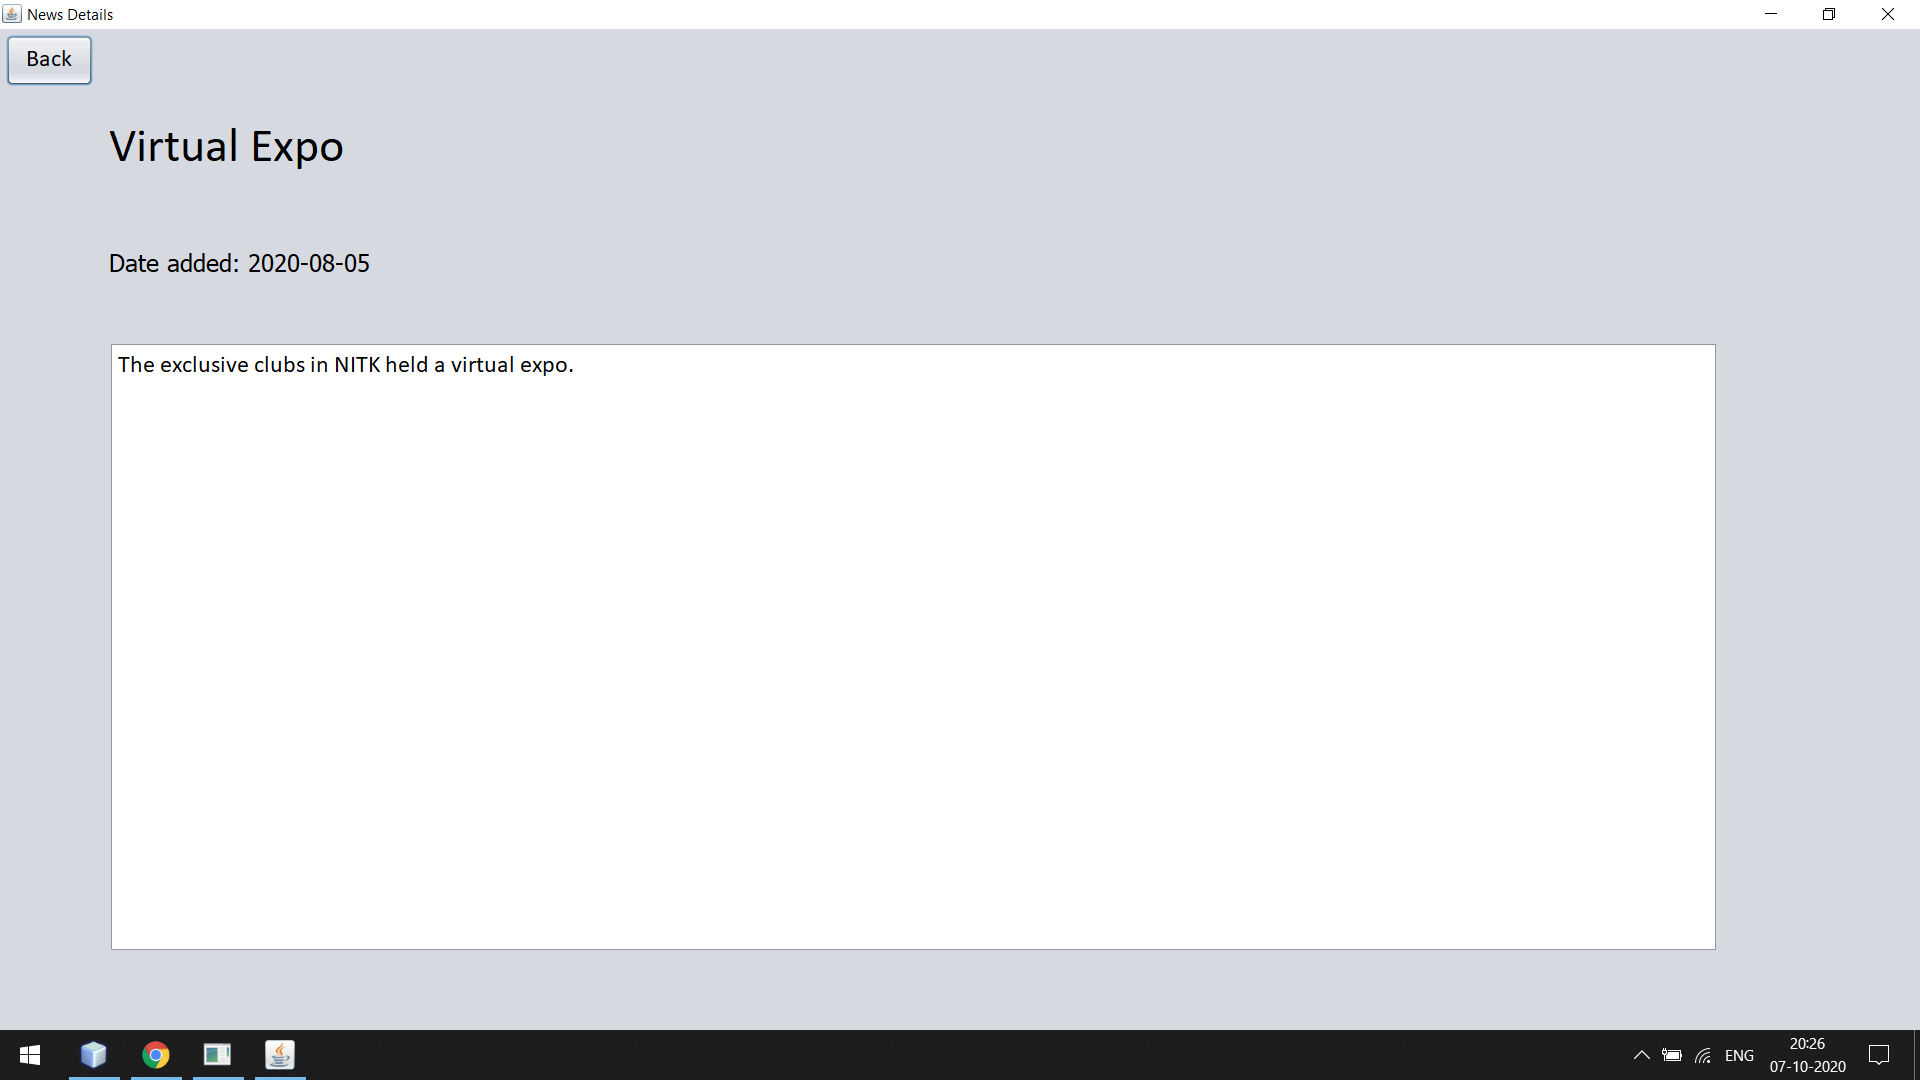 News Details
Back
Virtual Expo
Date added: 2020-08-05
The exclusive clubs in NITK held a virtual expo.
ENG
20:26
07-10-2020